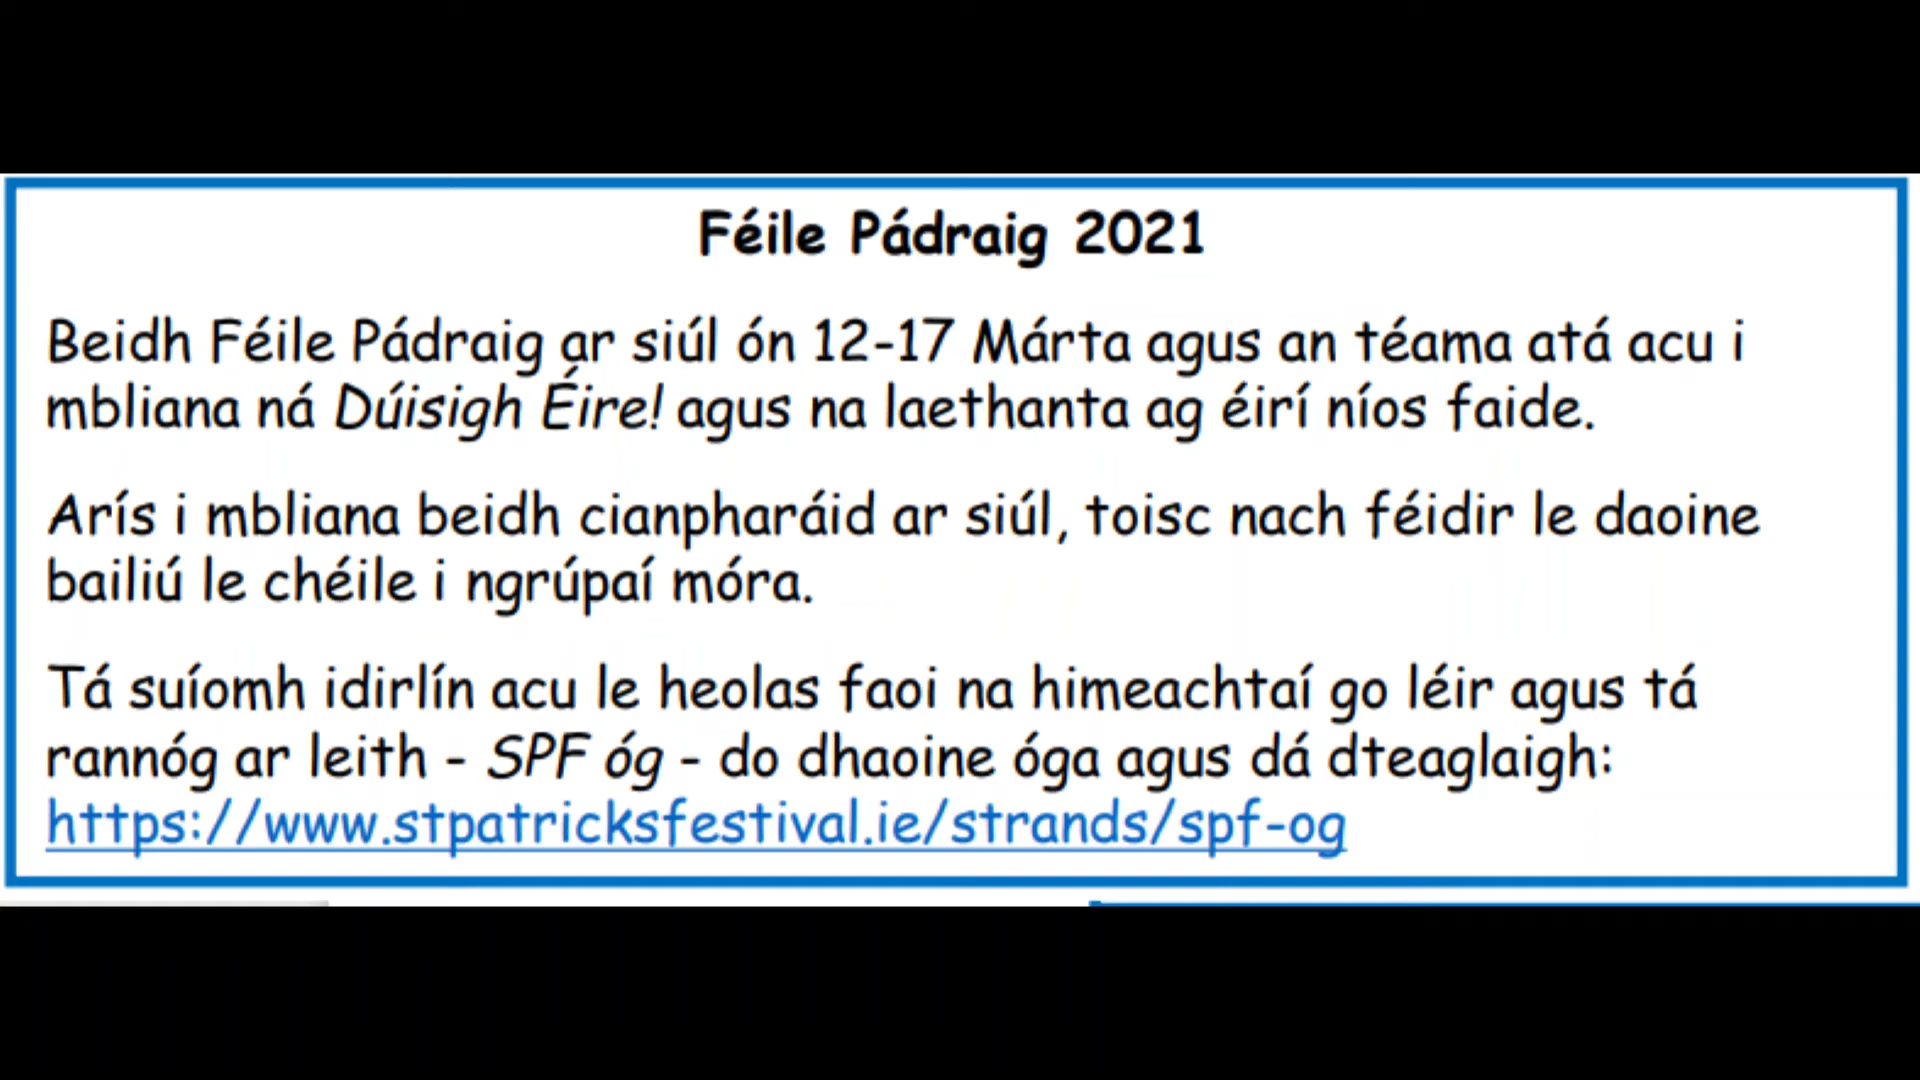 Féile Pádraig 2021
Beidh Féile Pádraig ar siúl ón 12-17 Márta agus an téama atá acu i
mbliana ná Dúisigh Éire! agus na laethanta ag éirí níos faide.
Arís i mbliana beidh cianpharáid ar siúl, toisc nach féidir le daoine
bailiú le chéile i ngrúpaí móra.
Tá suíomh idirlín acu le heolas faoi na himeachtaí go léir agus tá
rannóg ar leith - SPF óg - do dhaoine óga agus dá dteaglaigh:
https://www.stpatricksfestival.ie/strands/spf-og